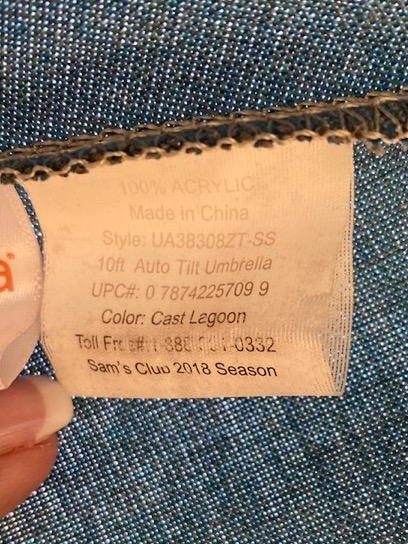 100% ACRYLIC
Made in China
Style: UA38308ZT-SS
10ft Auto Tilt Umbrella
UPC#: 0 7874225709 9
Color: Cast Lagoon
Toll
Sam's Club 2018 Season
a